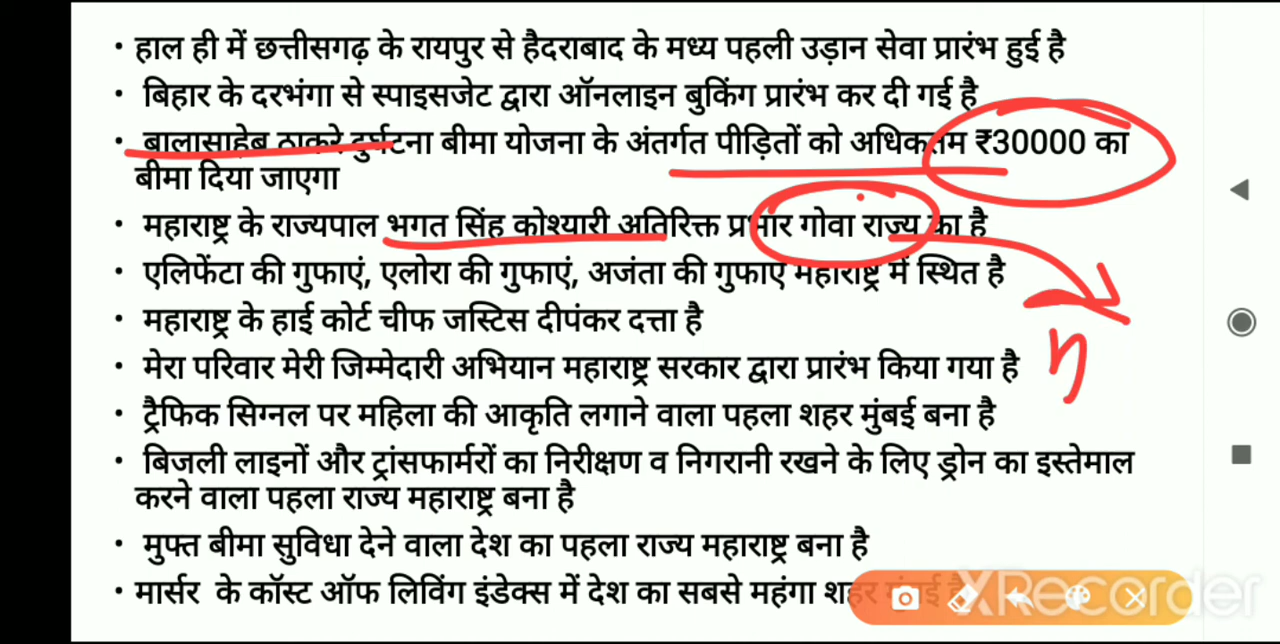 • हाल ही में छत्तीसगढ़ के रायपुर से हैदराबाद के मध्य पहली उड़ान सेवा प्रारंभ हुई है
• बिहार के दरभंगा से स्पाइसजेट द्वारा ऑनलाइन बुकिंग प्रारंभ कर दी गई है
• बालासाहेब ठाकरे दुर्घटना बीमा योजना के अंतर्गत पीड़ितों को अधिकतम ₹30000 का
बीमा दिया जाएगा
• महाराष्ट्र के राज्यपाल भगत सिंह कोश्यारी अतिरिक्त प्रभार गोवा राज्य का है
• एलिफेंटा की गुफाएं, एलोरा की गुफाएं, अजंता की गुफाएं महाराष्ट्र में स्थित है
• महाराष्ट्र के हाई कोर्ट चीफ जस्टिस दीपंकर दत्ता है
• मेरा परिवार मेरी जिम्मेदारी अभियान महाराष्ट्र सरकार द्वारा प्रारंभ किया गया है
• ट्रैफिक सिग्नल पर महिला की आकृति लगाने वाला पहला शहर मुंबई बना है
• बिजली लाइनों और ट्रांसफार्मरों का निरीक्षण व निगरानी रखने के लिए ड्रोन का इस्तेमाल
करने वाला पहला राज्य महाराष्ट्र बना है
• मुफ्त बीमा सुविधा देने वाला देश का पहला राज्य महाराष्ट्र बना है
• मार्सर के कॉस्ट ऑफ लिविंग इंडेक्स में देश का सबसे महंगा शहर मुंबई है
XRecorder